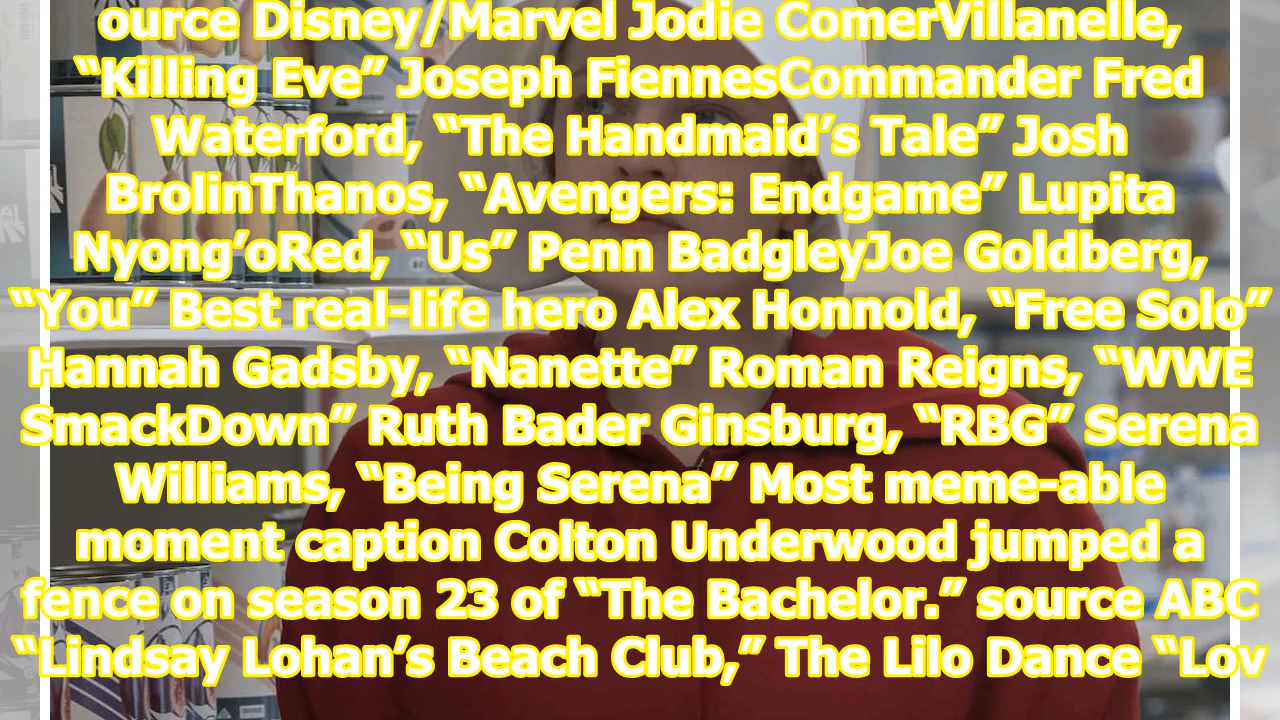 ource Disney/Marvel Jodie ComerVillanelle,
“Killing Eve” Joseph FiennesCommander Fred
Waterford, “The Handmaid’s Tale” Josh
BrolinThanos, “Avengers: Endgame” Lupita
Nyong’oRed, “Us” Penn BadgleyJoe Goldberg,
“You” Best real-life hero Alex Honnold, “Free Solo”
Hannah Gadsby, “Nanette” Roman Reigns, “WWE
SmackDown” Ruth Bader Ginsburg, “RBG” Serena
Williams, “Being Serena” Most meme-able
moment caption Colton Underwood jumped a
fence on season 23 of “The Bachelor.” source ABC
“Lindsay Lohan’s Beach Club,” The Lilo Dance “Lov